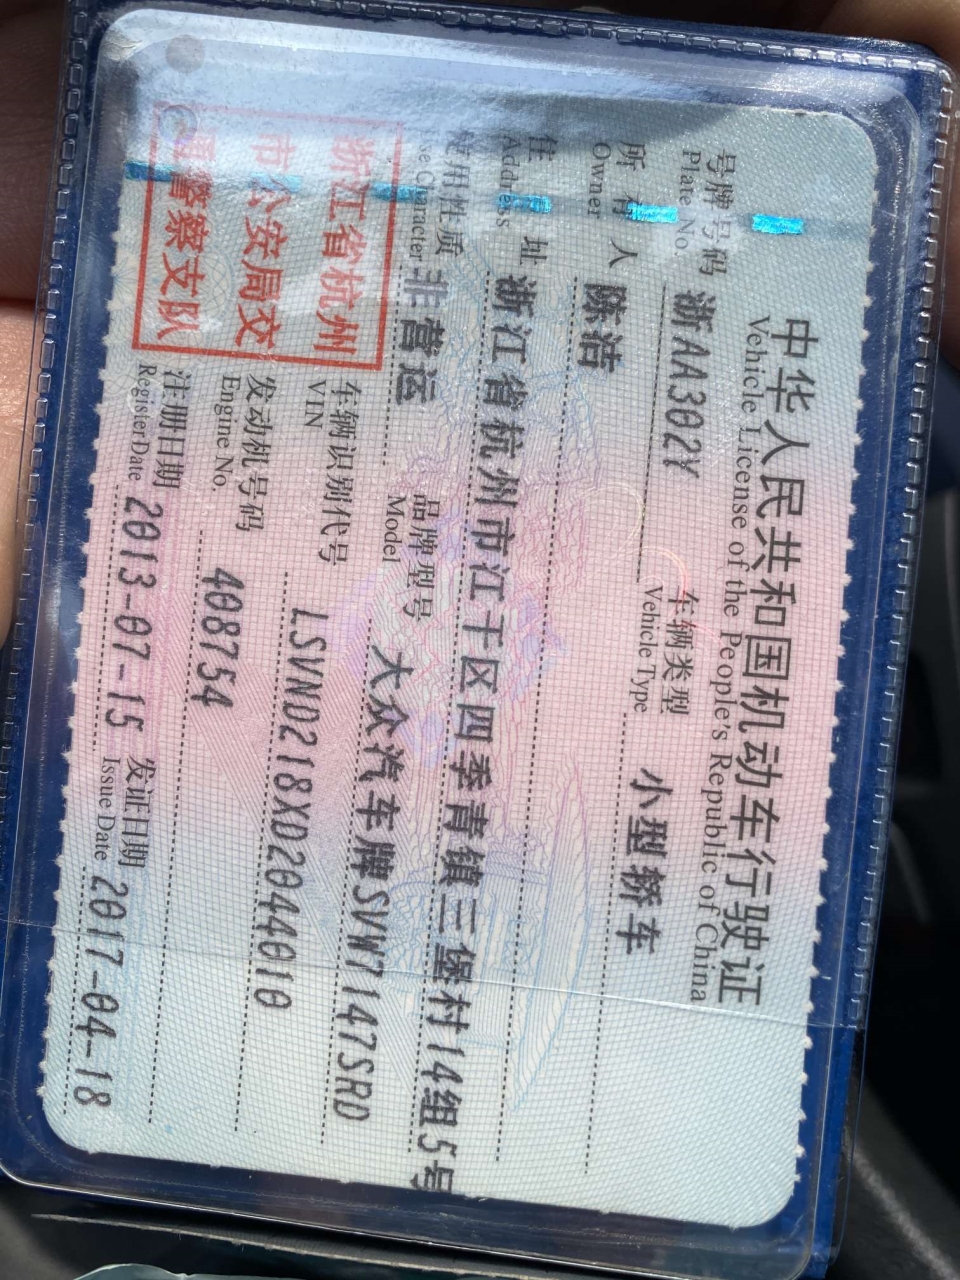 中华人民共和国机动车行驶证
Vehicle License of the People's Republic of China
号牌号码 浙AA302Y 车辆类型 小型轿车
Plate No. Vehicle Type
所有人 陈洁
Owner
住址 浙江省杭州市江干区四季青镇三堡村14组5号
Address
使用性质 非营运 品牌型号 大众汽车牌SVW7147SRD
Use Character Model
浙江省杭州
市公安局交
通警察支队
车辆识别代号 LSVND218XD2044010
VIN
发动机号码 408754
Engine No.
注册日期 2013-07-15 发证日期 2017-04-18
Register Date Issue Date